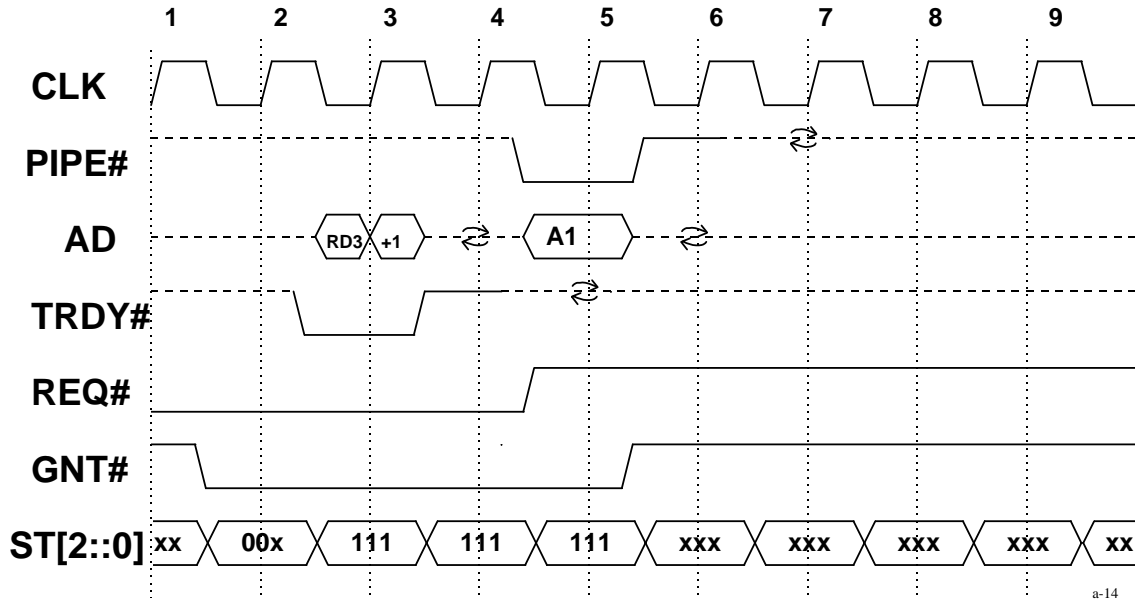 1 2 3 4 5 6 7 8 9
CLK
PIPE#
AD RD3 +1 A1
TRDY#
REQ#
GNT#
ST[2::0] xx 00x 111 111 111 xxx xxx xxx xxx xx
a-14